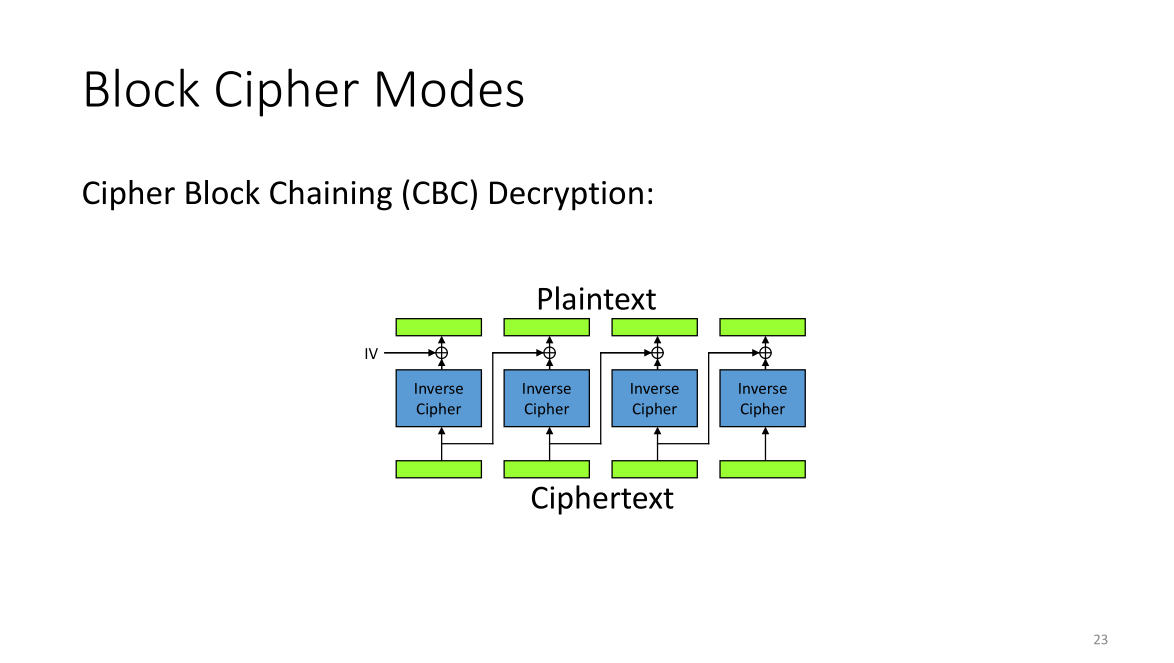 Block Cipher Modes
Cipher Block Chaining (CBC) Decryption:
Plaintext
IV
Inverse
Cipher
Inverse
Cipher
Inverse
Cipher
Inverse
Cipher
Ciphertext
23